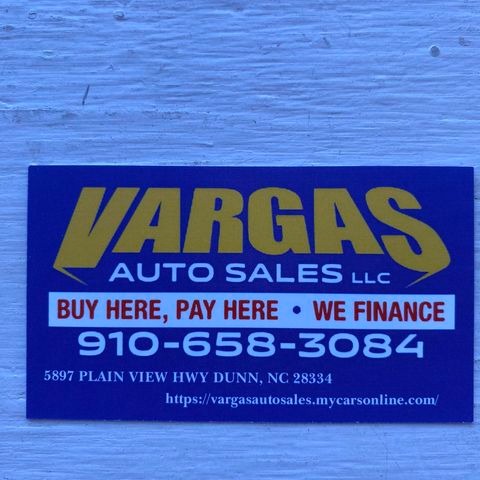 VARGAS
AUTO SALES LLC
BUY HERE, PAY HERE • WE FINANCE
910-658-3084
5897 PLAIN VIEW HWY DUNN, NC 28334
https://vargasautosales.mycarsonline.com/